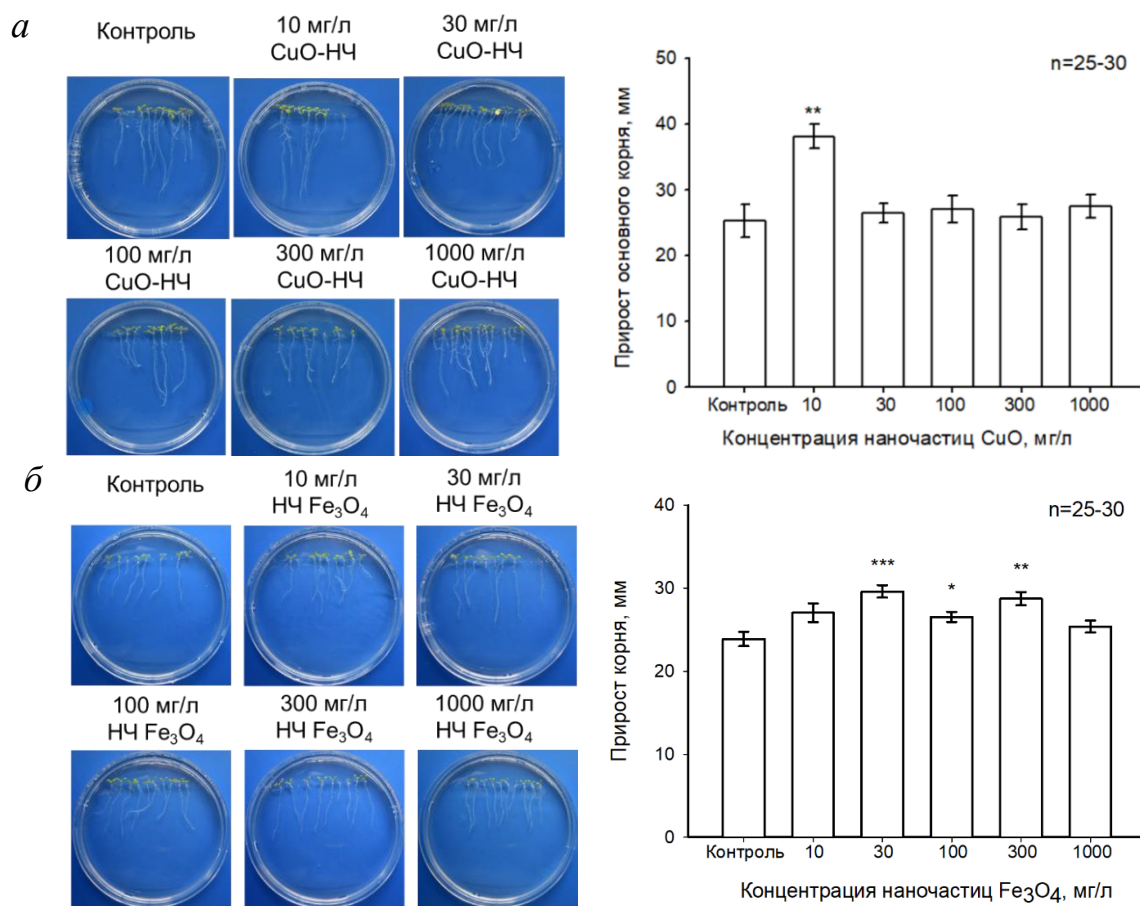 а
Контроль
10 мг/л
CuO-НЧ
30 мг/л
CuO-НЧ
100 мг/л
CuO-НЧ
300 мг/л
CuO-НЧ
1000 мг/л
CuO-НЧ
n=25-30
Прирост основного корня, мм
50
40
30
20
10
0
**
Контроль 10 30 100 300 1000
Концентрация наночастиц CuO, мг/л
б
Контроль
10 мг/л
НЧ Fe₃O₄
30 мг/л
НЧ Fe₃O₄
100 мг/л
НЧ Fe₃O₄
300 мг/л
НЧ Fe₃O₄
1000 мг/л
НЧ Fe₃O₄
n=25-30
Прирост корня, мм
40
30
20
10
0
*** * **
Контроль 10 30 100 300 1000
Концентрация наночастиц Fe₃O₄, мг/л